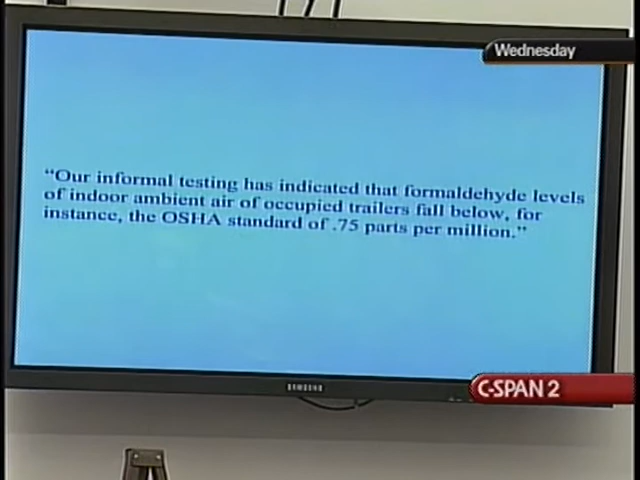 Wednesday
“Our informal testing has indicated that formaldehyde levels
of indoor ambient air of occupied trailers fall below, for
instance, the OSHA standard of .75 parts per million.”
SAMSUNG
C-SPAN 2